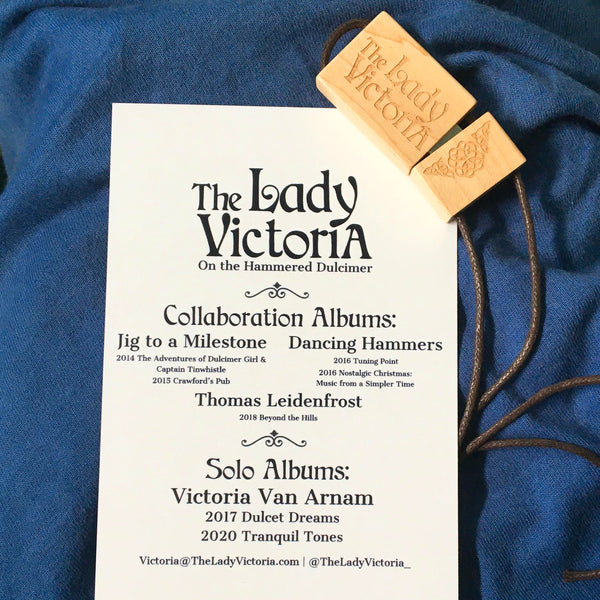 The Lady
Victoria
The Lady
Victoria
On the Hammered Dulcimer
Collaboration Albums:
Jig to a Milestone
2014 The Adventures of Dulcimer Girl &
Captain Tinwhistle
2015 Crawford's Pub
Dancing Hammers
2016 Tuning Point
2016 Nostalgic Christmas:
Music from a Simpler Time
Thomas Leidenfrost
2018 Beyond the Hills
Solo Albums:
Victoria Van Arnam
2017 Dulcet Dreams
2020 Tranquil Tones
Victoria@TheLadyVictoria.com | @TheLadyVictoria_